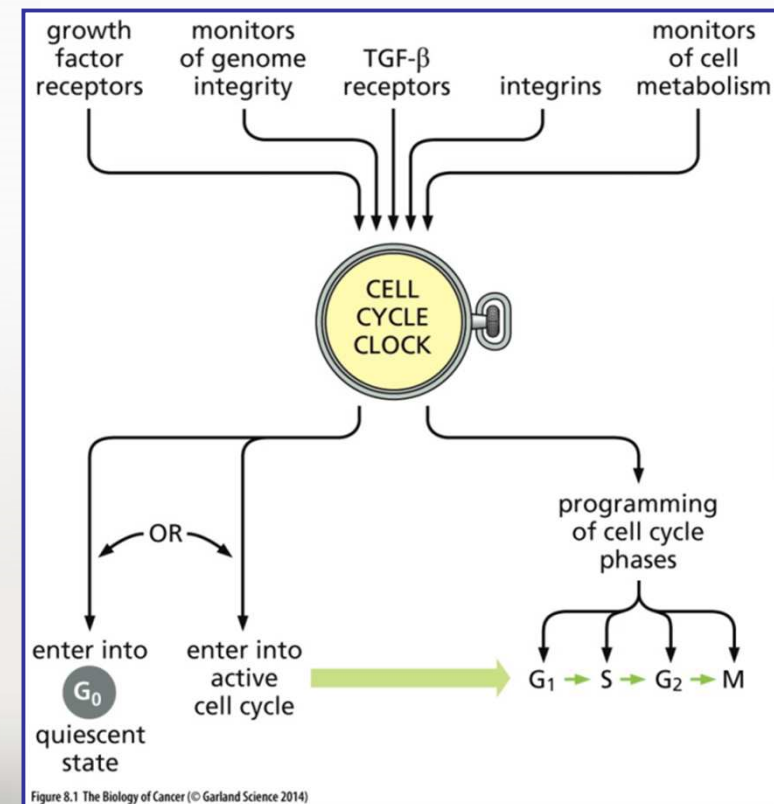 growth
factor
receptors
monitors
of genome
integrity
TGF-β
receptors
integrins
monitors
of cell
metabolism
CELL
CYCLE
CLOCK
OR
programming
of cell cycle
phases
enter into
G₀
quiescent
state
enter into
active
cell cycle
G₁ → S → G₂ → M
Figure 8.1 The Biology of Cancer (© Garland Science 2014)